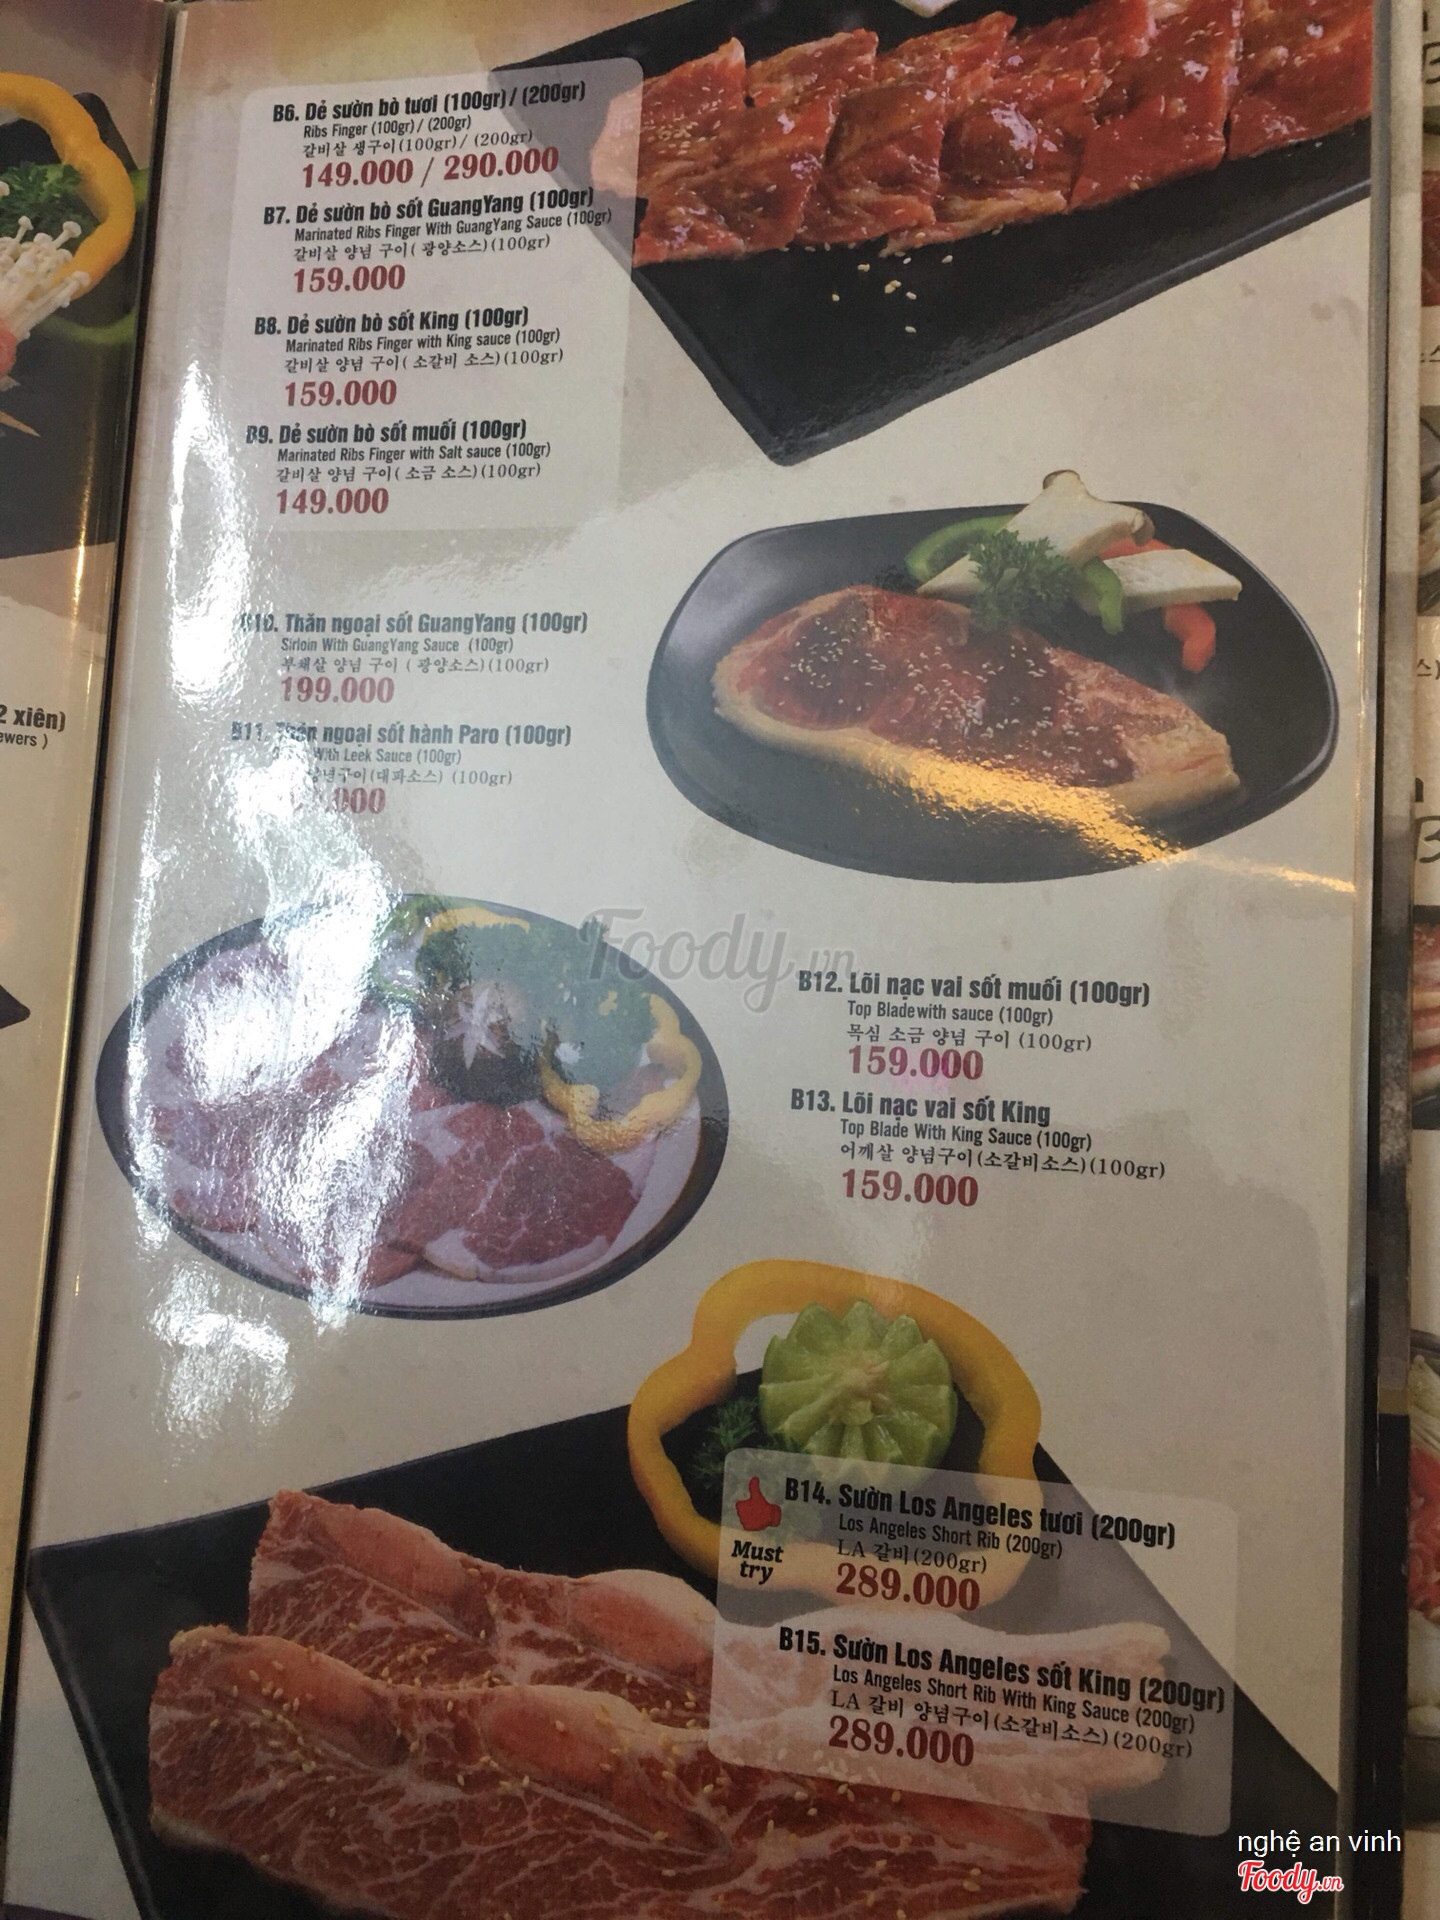 B6. Dẻ sườn bò tươi (100gr)/ (200gr)
Ribs Finger (100gr)/ (200gr)
갈비살 생구이(100gr)/ (200gr)
149.000 / 290.000
B7. Dẻ sườn bò sốt GuangYang (100gr)
Marinated Ribs Finger With GuangYang Sauce (100gr)
갈비살 양념 구이( 광양소스)(100gr)
159.000
B8. Dẻ sườn bò sốt King (100gr)
Marinated Ribs Finger with King sauce (100gr)
갈비살 양념 구이( 소갈비 소스)(100gr)
159.000
B9. Dẻ sườn bò sốt muối (100gr)
Marinated Ribs Finger with Salt sauce (100gr)
갈비살 양념 구이( 소금 소스)(100gr)
149.000
B10. Thăn ngoại sốt GuangYang (100gr)
Sirloin With GuangYang Sauce (100gr)
부채살 양념 구이 ( 광양소스)(100gr)
199.000
B11. Thăn ngoại sốt hành Paro (100gr)
With Leek Sauce (100gr)
양념구이(대파소스) (100gr)
2 xiên)
ewers )
Foody.vn
B12. Lõi nạc vai sốt muối (100gr)
Top Blade with sauce (100gr)
목심 소금 양념 구이 (100gr)
159.000
B13. Lõi nạc vai sốt King
Top Blade With King Sauce (100gr)
어깨살 양념구이(소갈비소스)(100gr)
159.000
Must
try
B14. Sườn Los Angeles tươi (200gr)
Los Angeles Short Rib (200gr)
LA 갈비(200gr)
289.000
B15. Sườn Los Angeles sốt King (200gr)
Los Angeles Short Rib With King Sauce (200gr)
LA 갈비 양념구이(소갈비소스)(200gr)
289.000
nghệ an vinh
Foody.vn